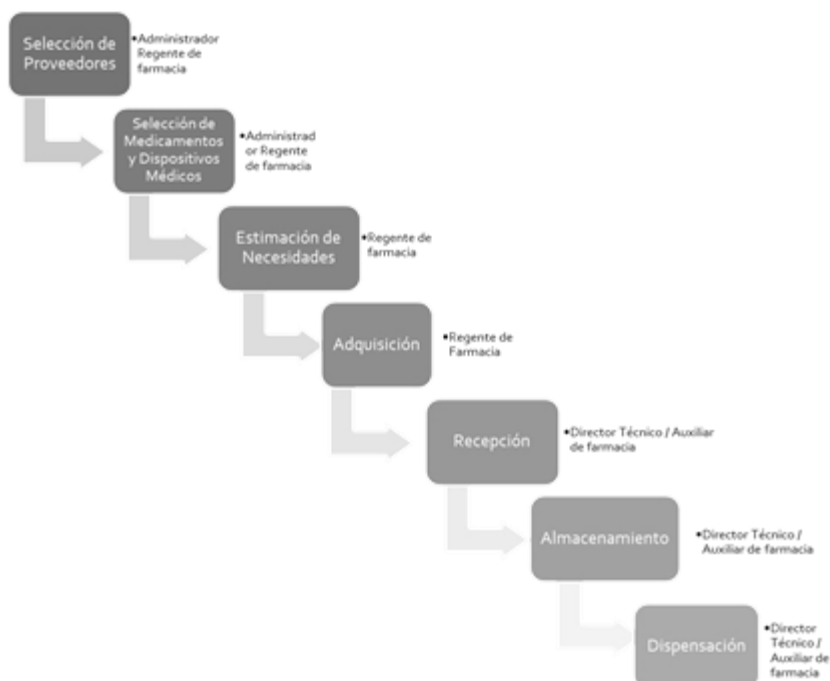 Selección de
Proveedores
•Administrador
Regente de
farmacia
Selección de
Medicamentos
y Dispositivos
Médicos
•Administrad
or Regente
de farmacia
Estimación de
Necesidades
•Regente de
farmacia
Adquisición
•Regente de
Farmacia
Recepción
•Director Técnico / Auxiliar
de farmacia
Almacenamiento
•Director Técnico /
Auxiliar de farmacia
Dispensación
•Director
Técnico /
Auxiliar de
farmacia